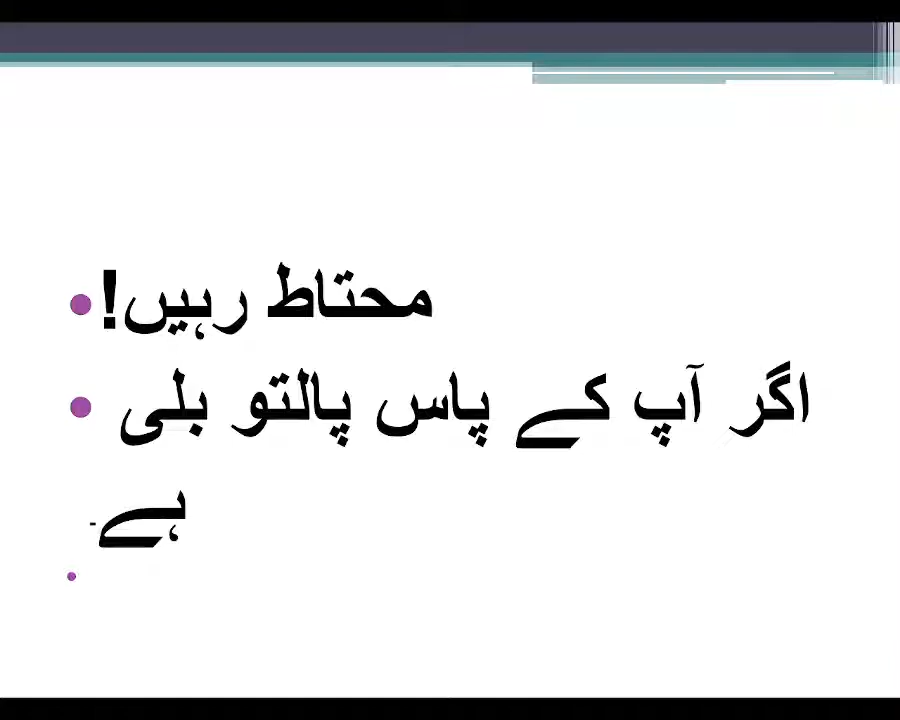 محتاط رہیں!
اگر آپ کے پاس پالتو بلی
ہے۔